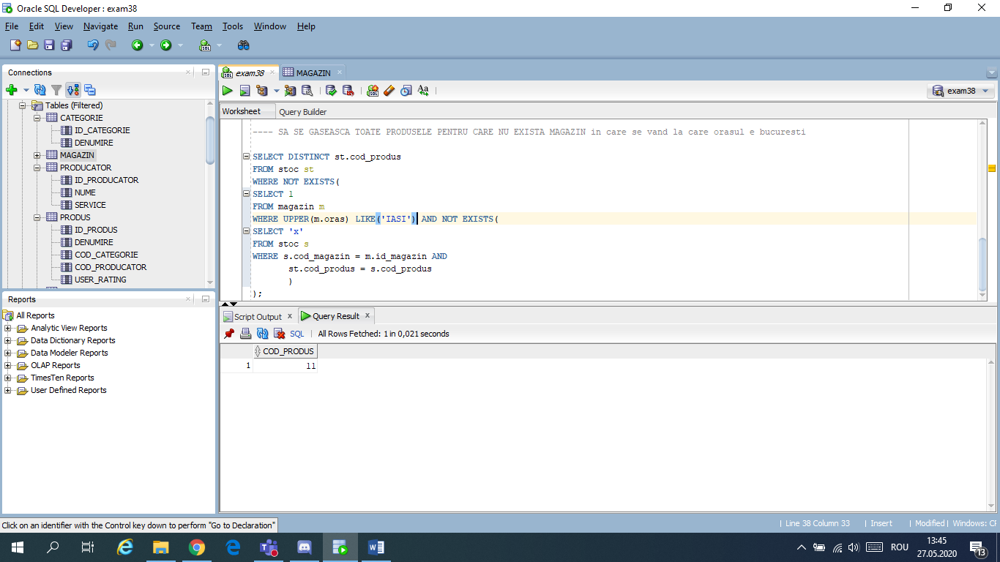 Oracle SQL Developer : exam38
File Edit View Navigate Run Source Team Tools Window Help
Connections
Tables (Filtered)
CATEGORIE
ID_CATEGORIE
DENUMIRE
MAGAZIN
PRODUCATOR
ID_PRODUCATOR
NUME
SERVICE
PRODUS
ID_PRODUS
DENUMIRE
COD_CATEGORIE
COD_PRODUCATOR
USER_RATING
Reports
All Reports
Analytic View Reports
Data Dictionary Reports
Data Modeler Reports
OLAP Reports
TimesTen Reports
User Defined Reports
exam38 MAGAZIN
exam38
Worksheet Query Builder
---- SA SE GASEASCA TOATE PRODUSELE PENTRU CARE NU EXISTA MAGAZIN in care se vand la care orasul e bucuresti
SELECT DISTINCT st.cod_produs
FROM stoc st
WHERE NOT EXISTS(
SELECT 1
FROM magazin m
WHERE UPPER(m.oras) LIKE('IASI') AND NOT EXISTS(
SELECT 'x'
FROM stoc s
WHERE s.cod_magazin = m.id_magazin AND
st.cod_produs = s.cod_produs
)
);
Script Output Query Result
SQL All Rows Fetched: 1 in 0,021 seconds
COD_PRODUS
1 11
Click on an identifier with the Control key down to perform "Go to Declaration"
Line 38 Column 33 Insert Modified Windows: CF
ROU 13:45
27.05.2020
13